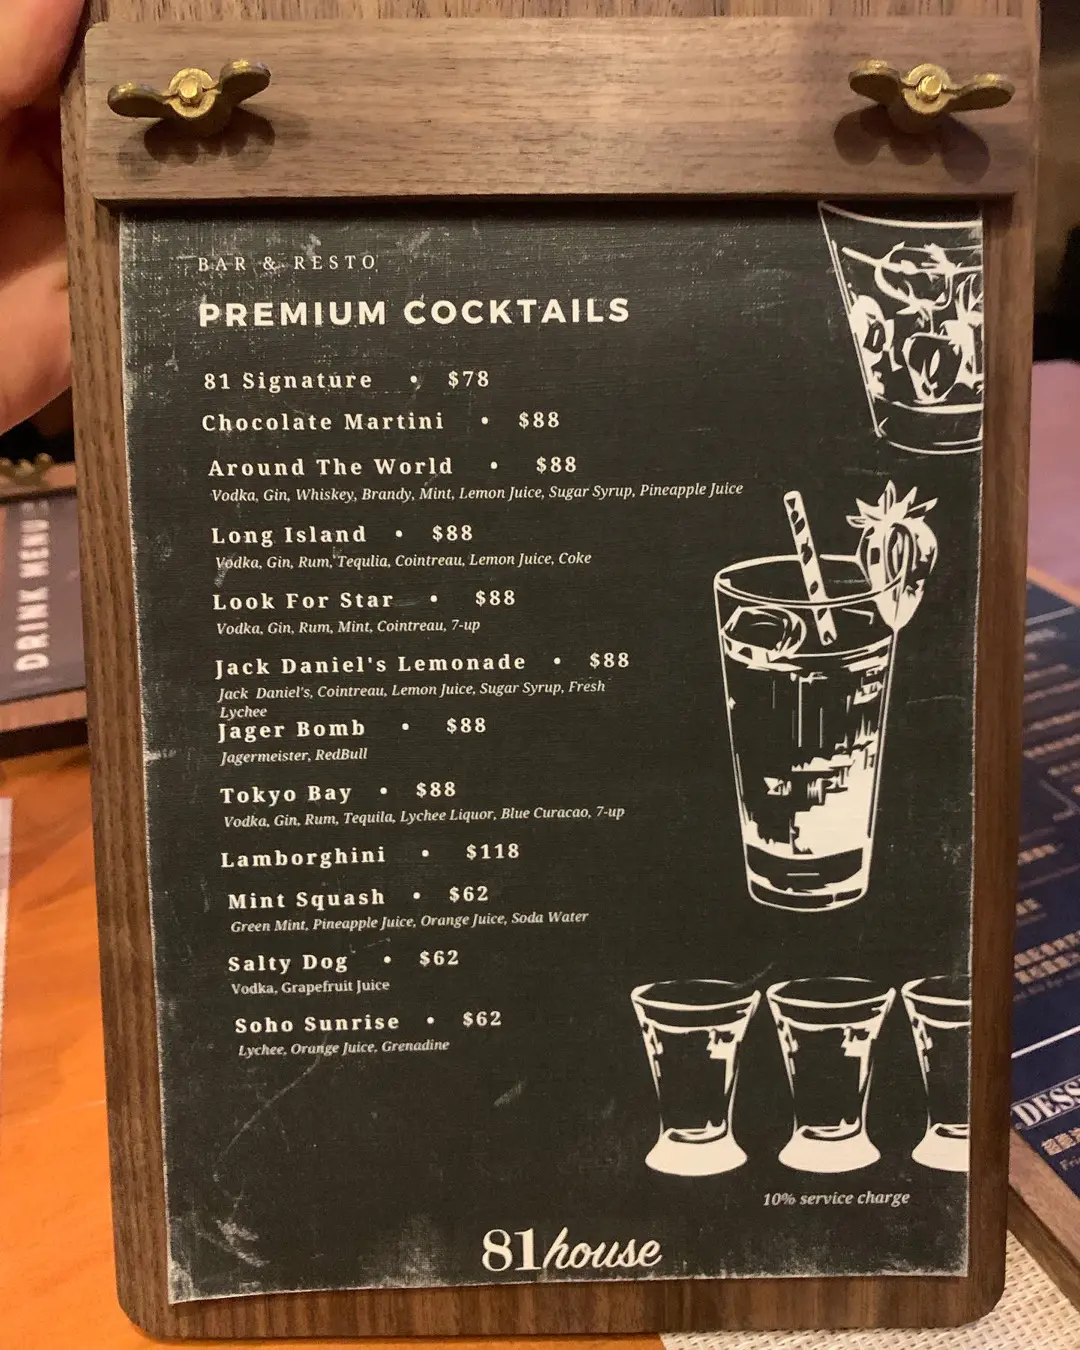 BAR & RESTO
PREMIUM COCKTAILS
81 Signature • $78
Chocolate Martini • $88
Around The World • $88
Vodka, Gin, Whiskey, Brandy, Mint, Lemon Juice, Sugar Syrup, Pineapple Juice
Long Island • $88
Vodka, Gin, Rum, Tequlia, Cointreau, Lemon Juice, Coke
Look For Star • $88
Vodka, Gin, Rum, Mint, Cointreau, 7-up
Jack Daniel's Lemonade • $88
Jack Daniel's, Cointreau, Lemon Juice, Sugar Syrup, Fresh
Lychee
Jager Bomb • $88
Jagermeister, RedBull
Tokyo Bay • $88
Vodka, Gin, Rum, Tequila, Lychee Liquor, Blue Curacao, 7-up
Lamborghini • $118
Mint Squash • $62
Green Mint, Pineapple Juice, Orange Juice, Soda Water
Salty Dog • $62
Vodka, Grapefruit Juice
Soho Sunrise • $62
Lychee, Orange Juice, Grenadine
10% service charge
81house
DRINK MENU